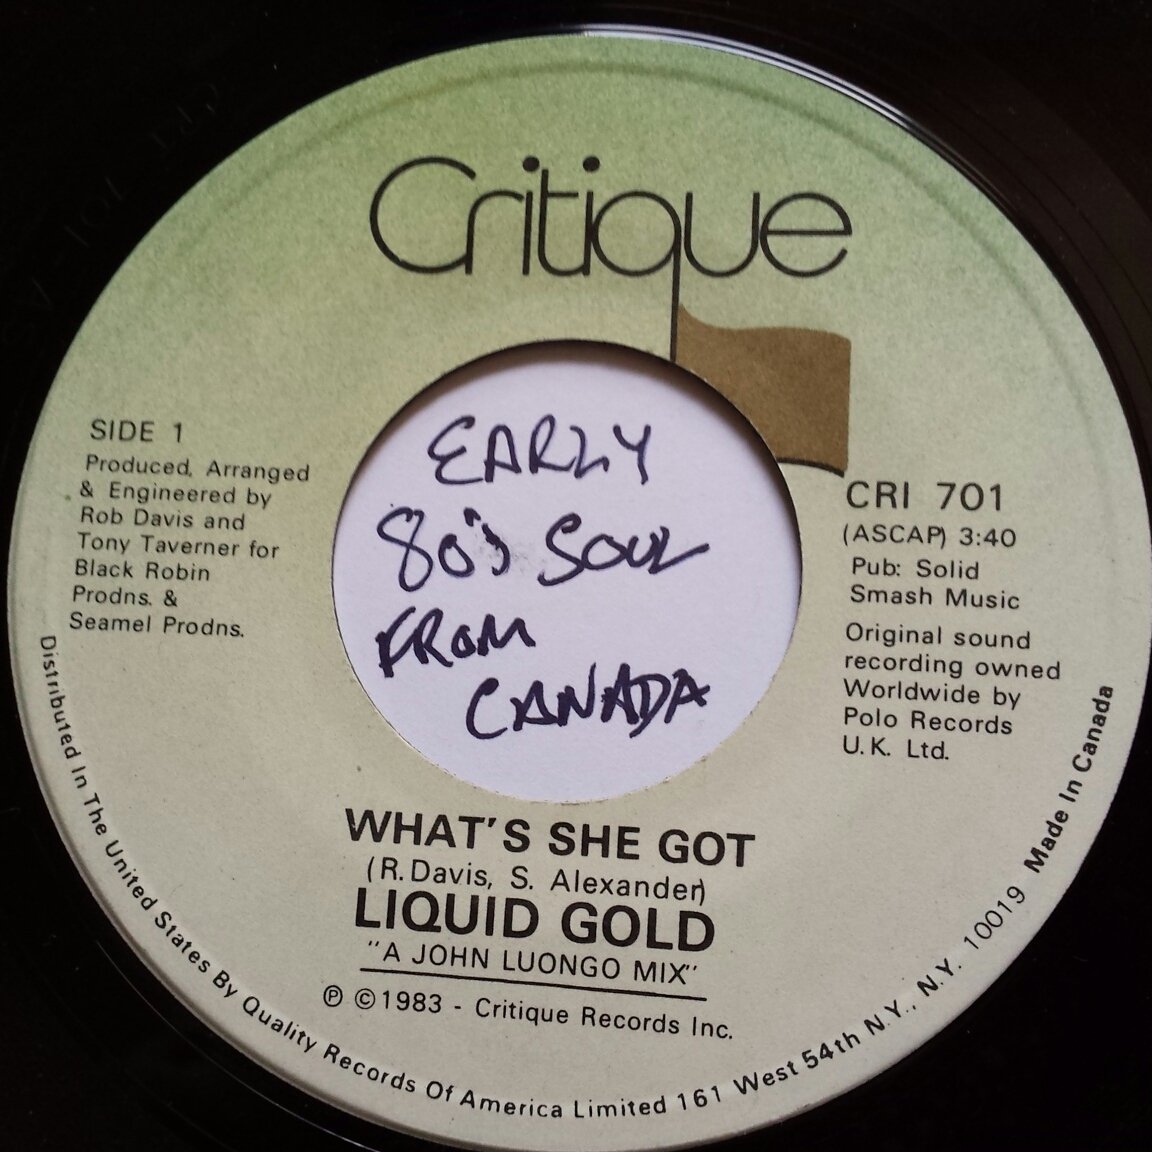 Critique
SIDE 1
Produced, Arranged
& Engineered by
Rob Davis and
Tony Taverner for
Black Robin
Prodns. &
Seamel Prodns.
EARLY
80's SOUL
FROM
CANADA
CRI 701
(ASCAP) 3:40
Pub: Solid
Smash Music
Original sound
recording owned
Worldwide by
Polo Records
U.K. Ltd.
WHAT'S SHE GOT
(R. Davis, S. Alexander)
LIQUID GOLD
"A JOHN LUONGO MIX"
℗ © 1983 - Critique Records Inc.
Distributed In The United States By Quality Records Of America Limited 161 West 54th N.Y., N.Y. 10019 Made In Canada